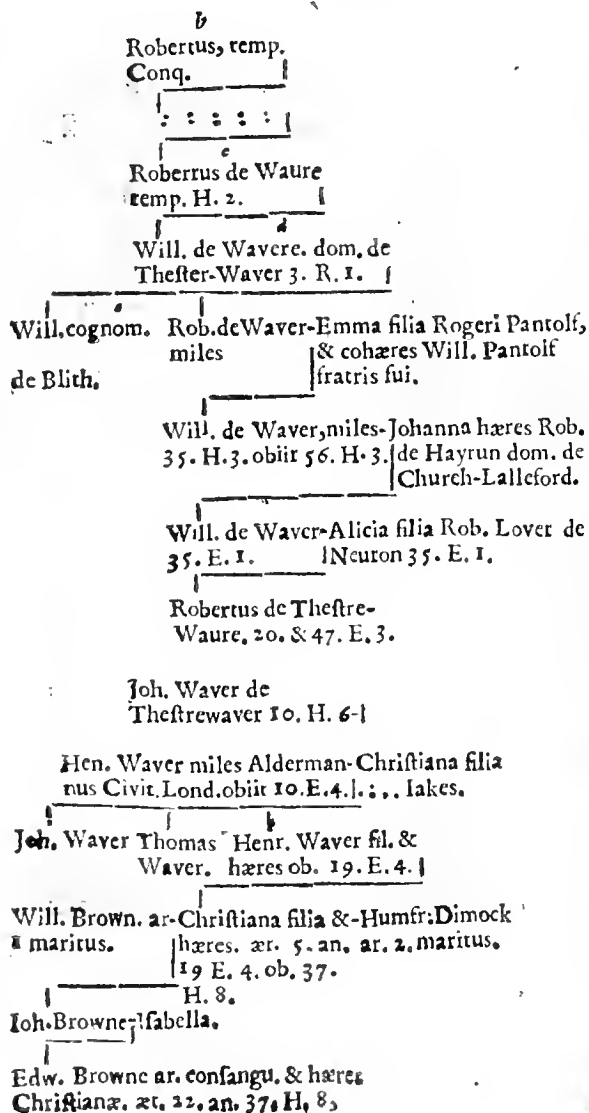 b
Robertus, temp.
Conq.
c
Robertus de Waure
temp. H. 2.
d
Will. de Wavere. dom. de
Theſter-Waver 3. R. 1.
Will. cognom. Rob. de Waver-Emma filia Rogeri Pantolf,
miles & cohæres Will. Pantolf
de Blith. fratris ſui.
Will. de Waver, miles-Johanna hæres Rob.
35. H. 3. obiit 56. H. 3. de Hayrun dom. de
Church-Lalleford.
Will. de Waver-Alicia filia Rob. Lover de
35. E. 1. Neuton 35. E. 1.
Robertus de Theſtre-
Waure. 20. & 47. E. 3.
Joh. Waver de
Theſtrewaver 10. H. 6-
Hen. Waver miles Alderman-Chriſtiana filia
nus Civit. Lond. obiit 10. E. 4. . : . . Iakes.
Joh. Waver Thomas Henr. Waver fil. &
Waver. hæres ob. 19. E. 4.
Will. Brown. ar-Chriſtiana filia &-Humfr: Dimock
1 maritus. hæres. æt. 5. an. ar. 2. maritus.
19 E. 4. ob. 37.
H. 8.
Ioh. Browne-Iſabella.
Edw. Browne ar. conſangu. & hæres
Chriſtianæ. æt. 22. an. 37. H. 8,